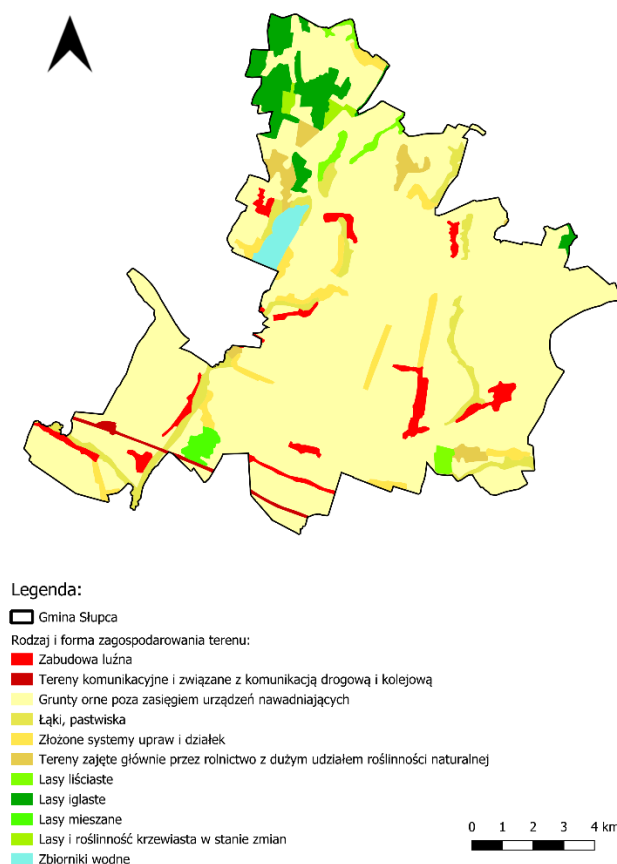 Legenda:
Gmina Słupca
Rodzaj i forma zagospodarowania terenu:
Zabudowa luźna
Tereny komunikacyjne i związane z komunikacją drogową i kolejową
Grunty orne poza zasięgiem urządzeń nawadniających
Łąki, pastwiska
Złożone systemy upraw i działek
Tereny zajęte głównie przez rolnictwo z dużym udziałem roślinności naturalnej
Lasy liściaste
Lasy iglaste
Lasy mieszane
Lasy i roślinność krzewiasta w stanie zmian
Zbiorniki wodne
0 1 2 3 4 km